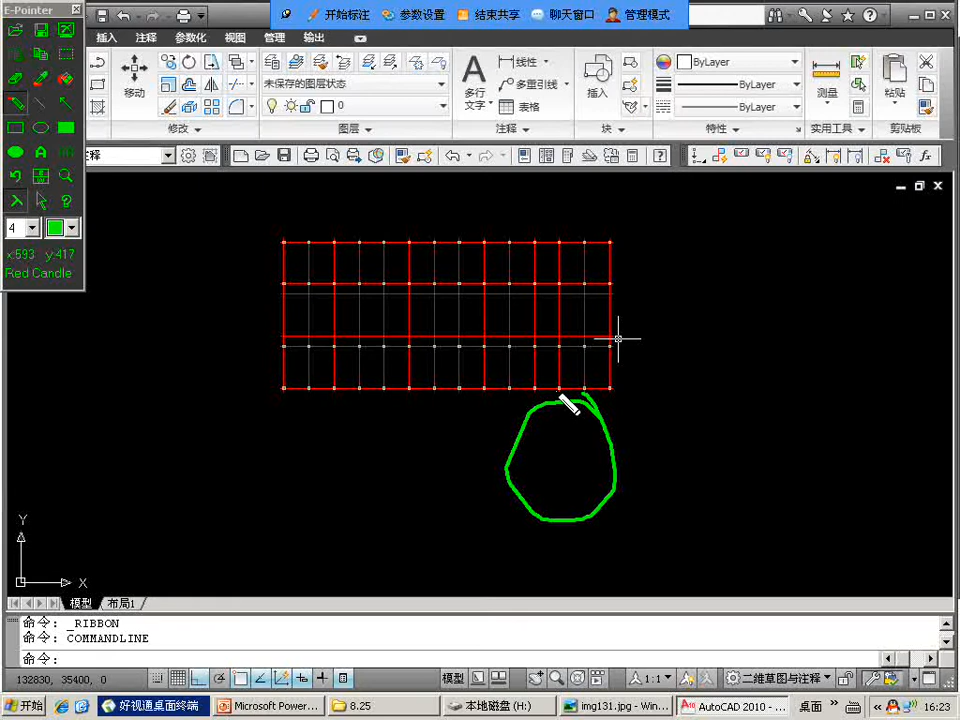 E-Pointer
开始标注 参数设置 结束共享 聊天窗口 管理模式
插入 注释 参数化 视图 管理 输出
移动
修改
未保存的图层状态
0
图层
A
多行
文字
线性
多重引线
表格
注释
插入
块
ByLayer
ByLayer
ByLayer
特性
测量
实用工具
粘贴
剪贴板
释
4
x:593 y:417
Red Candle
Y
X
模型 布局1
命令: _RIBBON
命令: COMMANDLINE
命令:
132830, 35400, 0
模型
1:1
二维草图与注释
开始
好视通桌面终端
Microsoft Power...
8.25
本地磁盘 (H:)
img131.jpg - Win...
AutoCAD 2010 - ...
桌面
16:23